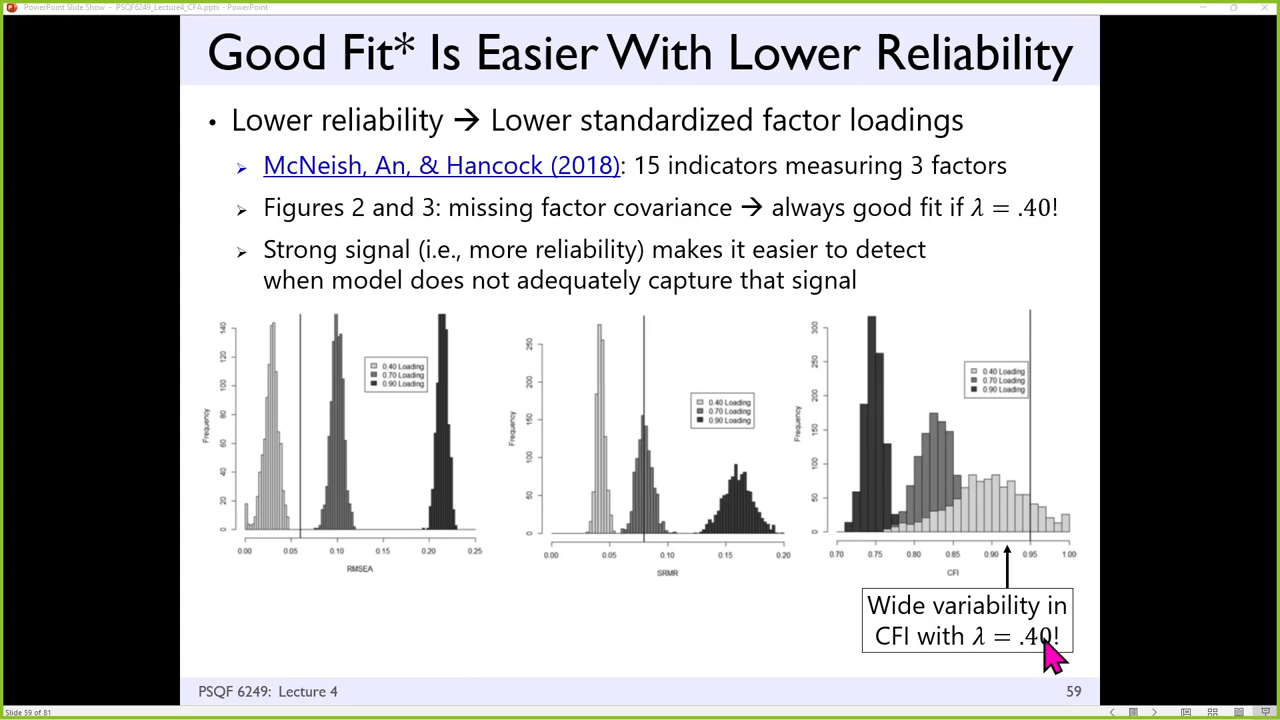 PowerPoint Slide Show - PSQF6249_Lecture4_CFA.pptx - PowerPoint
Good Fit* Is Easier With Lower Reliability
• Lower reliability → Lower standardized factor loadings
➢ McNeish, An, & Hancock (2018): 15 indicators measuring 3 factors
➢ Figures 2 and 3: missing factor covariance → always good fit if λ = .40!
➢ Strong signal (i.e., more reliability) makes it easier to detect
when model does not adequately capture that signal
Frequency
0 20 40 60 80 100 120 140
0.40 Loading
0.70 Loading
0.90 Loading
0.00 0.05 0.10 0.20 0.25
RMSEA
Frequency
0 50 100 150 200 250
0.40 Loading
0.70 Loading
0.90 Loading
0.00 0.05 0.10 0.15 0.20
SRMR
Frequency
0 50 100 150 200 250 300
0.40 Loading
0.70 Loading
0.90 Loading
0.70 0.75 0.80 0.85 0.90 0.95 1.00
CFI
Wide variability in
CFI with λ = .40!
PSQF 6249: Lecture 4
59
Slide 59 of 81